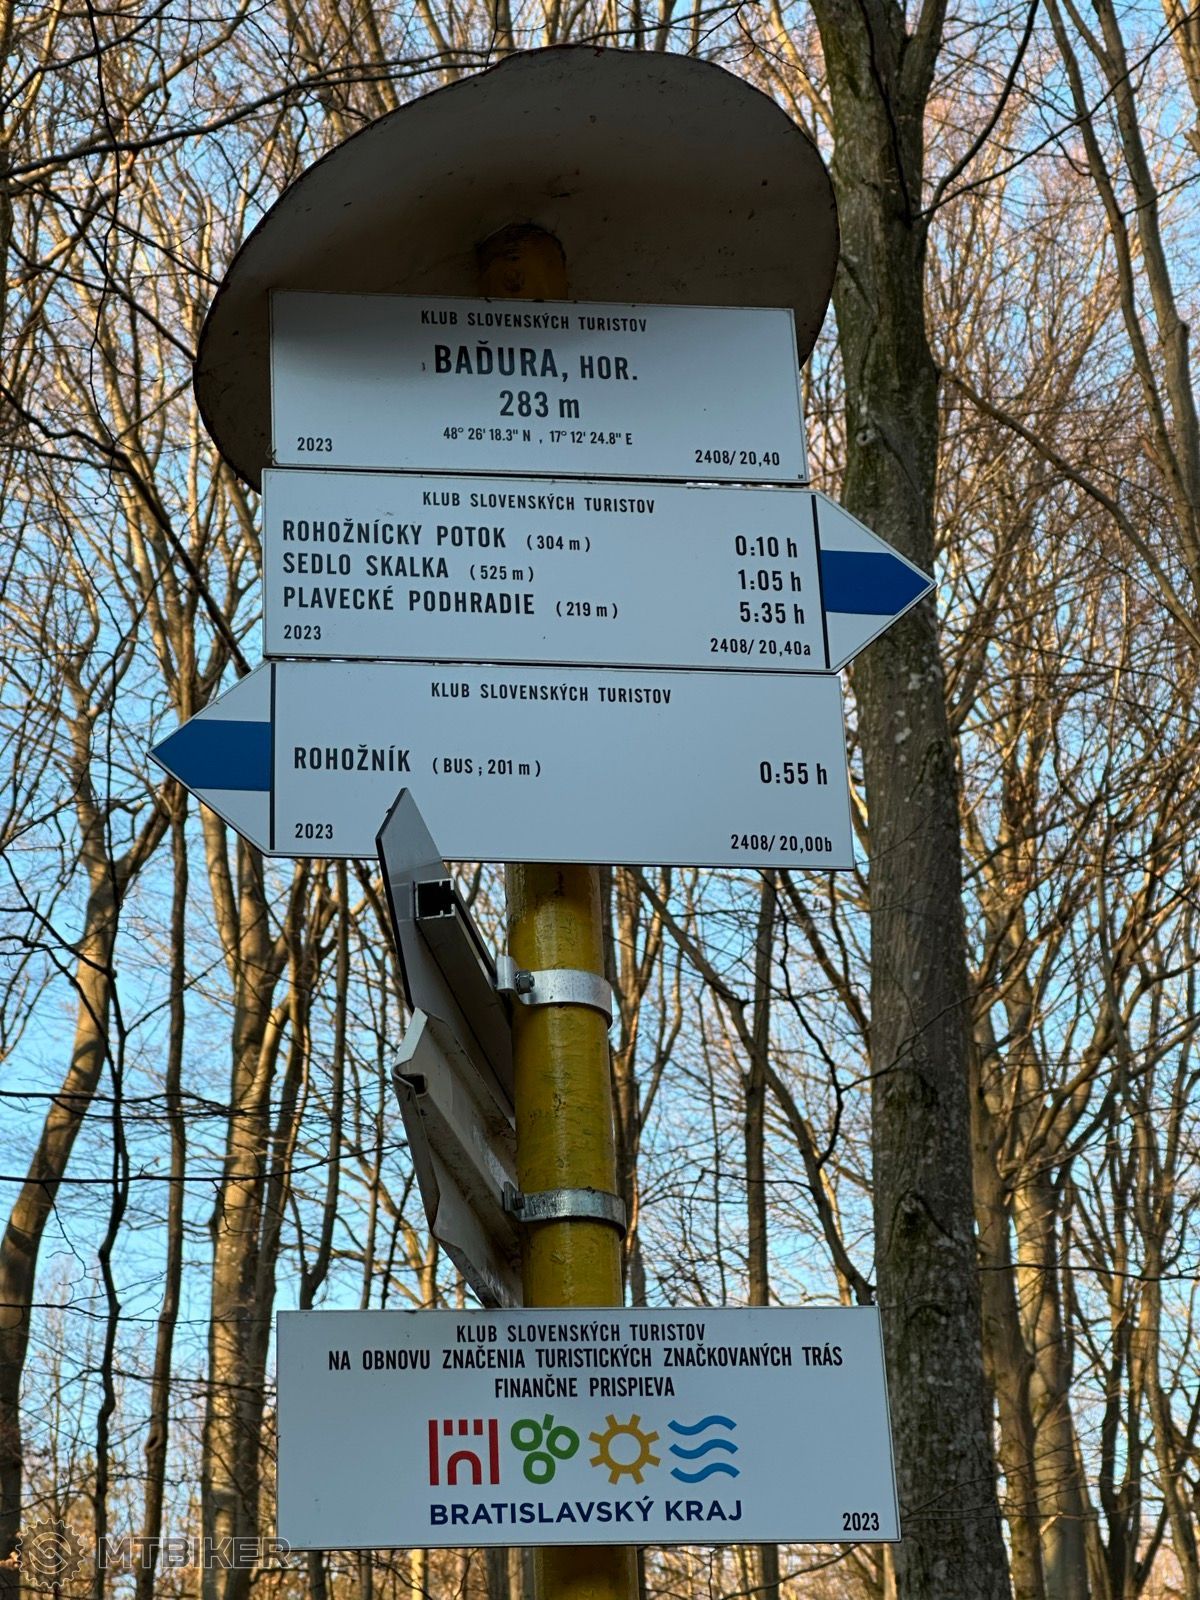 KLUB SLOVENSKÝCH TURISTOV
BAĎURA, HOR.
283 m
48° 26' 18.3" N , 17° 12' 24.8" E
2023
2408/20,40
KLUB SLOVENSKÝCH TURISTOV
ROHOŽNÍCKY POTOK (304 m) 0:10 h
SEDLO SKALKA (525 m) 1:05 h
PLAVECKÉ PODHRADIE (219 m) 5:35 h
2023 2408/20,40a
KLUB SLOVENSKÝCH TURISTOV
ROHOŽNÍK (BUS; 201 m) 0:55 h
2023 2408/20,00b
KLUB SLOVENSKÝCH TURISTOV
NA OBNOVU ZNAČENIA TURISTICKÝCH ZNAČKOVANÝCH TRÁS
FINANČNE PRISPIEVA
BRATISLAVSKÝ KRAJ
2023
MTBIKER